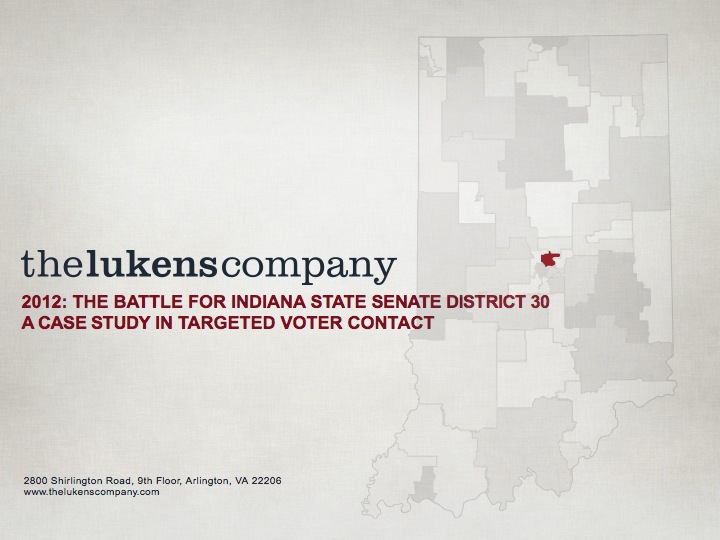 thelukenscompany
2012: THE BATTLE FOR INDIANA STATE SENATE DISTRICT 30
A CASE STUDY IN TARGETED VOTER CONTACT
2800 Shirlington Road, 9th Floor, Arlington, VA 22206
www.thelukenscompany.com